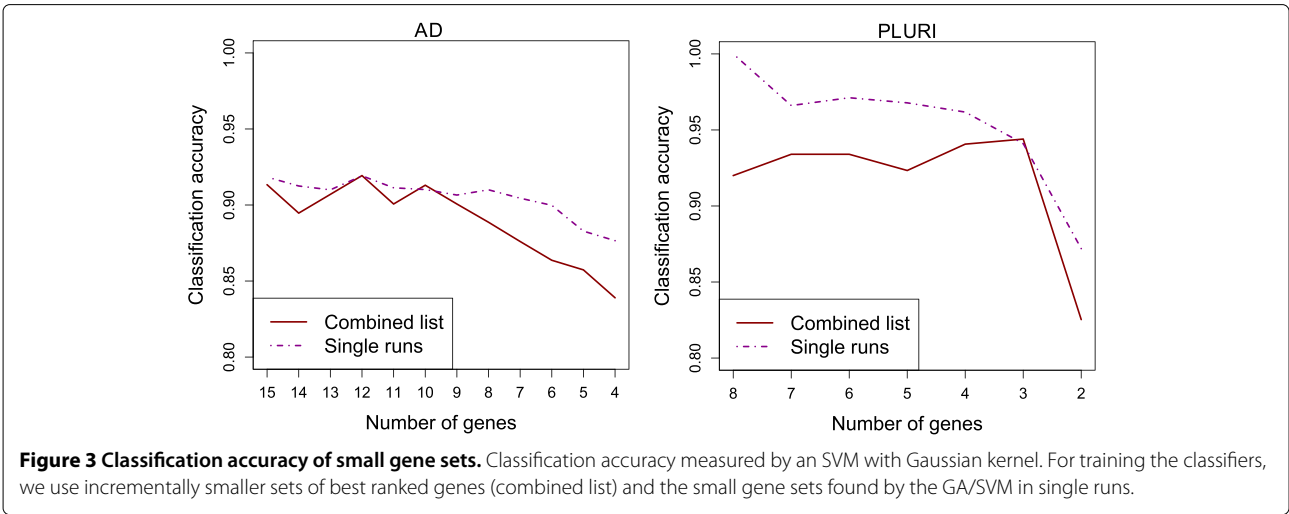 AD
Classification accuracy
1.00
0.95
0.90
0.85
0.80
Combined list
Single runs
15 14 13 12 11 10 9 8 7 6 5 4
Number of genes
PLURI
Classification accuracy
1.00
0.95
0.90
0.85
0.80
Combined list
Single runs
8 7 6 5 4 3 2
Number of genes
Figure 3 Classification accuracy of small gene sets. Classification accuracy measured by an SVM with Gaussian kernel. For training the classifiers,
we use incrementally smaller sets of best ranked genes (combined list) and the small gene sets found by the GA/SVM in single runs.